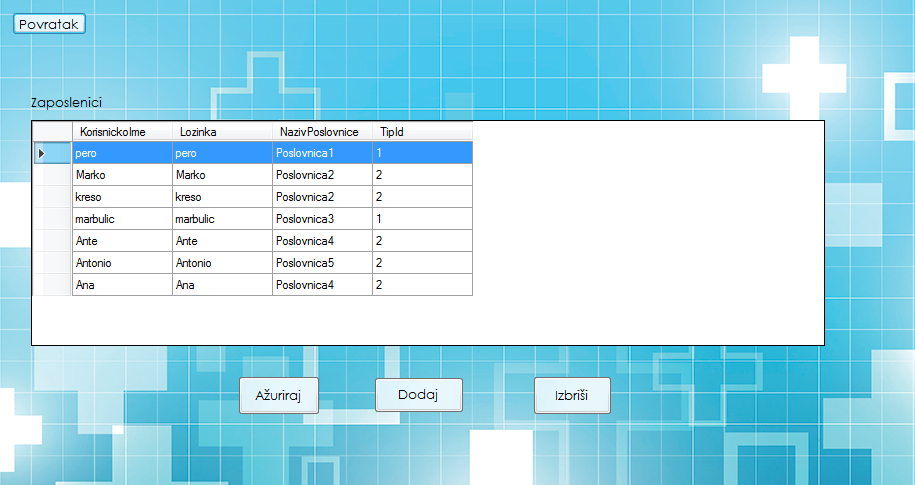 Povratak
Zaposlenici
KorisnickoIme Lozinka NazivPoslovnice TipId
pero pero Poslovnica1 1
Marko Marko Poslovnica2 2
kreso kreso Poslovnica2 2
marbulic marbulic Poslovnica3 1
Ante Ante Poslovnica4 2
Antonio Antonio Poslovnica5 2
Ana Ana Poslovnica4 2
Ažuriraj Dodaj Izbriši